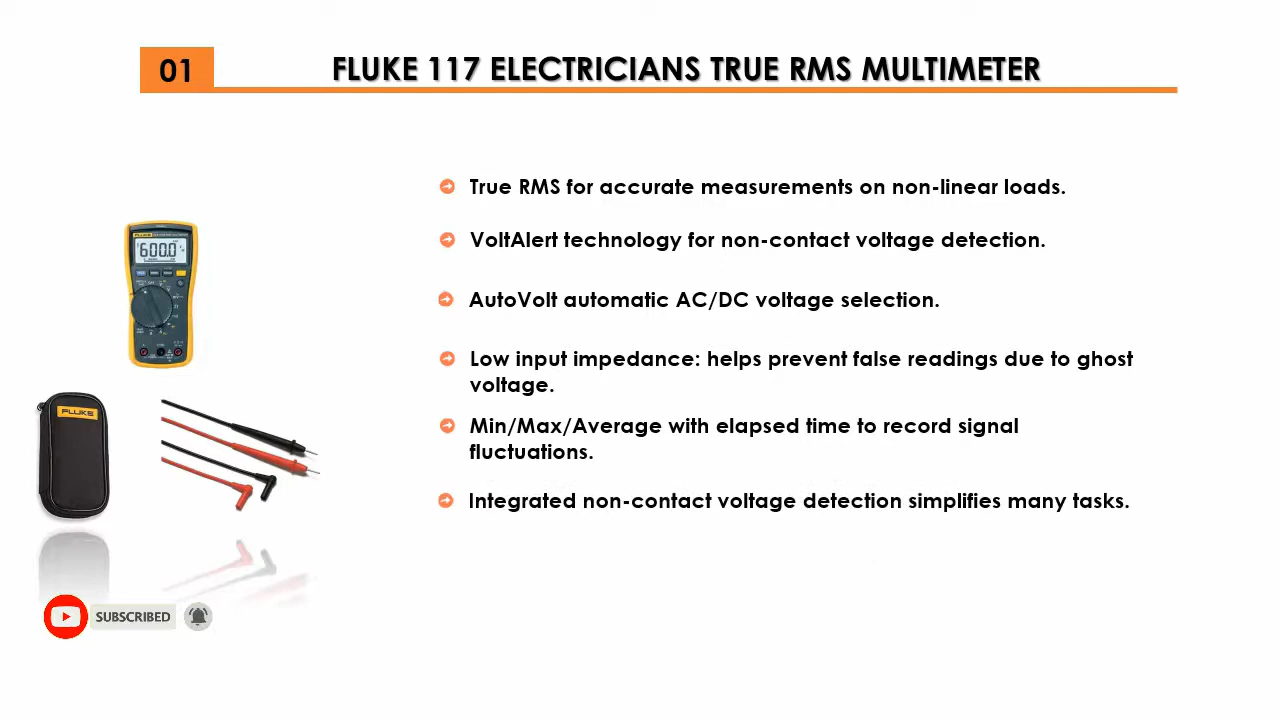 01
FLUKE 117 ELECTRICIANS TRUE RMS MULTIMETER
True RMS for accurate measurements on non-linear loads.
VoltAlert technology for non-contact voltage detection.
FLUKE
600.0
AutoVolt automatic AC/DC voltage selection.
Low input impedance: helps prevent false readings due to ghost
voltage.
FLUKE
Min/Max/Average with elapsed time to record signal
fluctuations.
Integrated non-contact voltage detection simplifies many tasks.
SUBSCRIBED